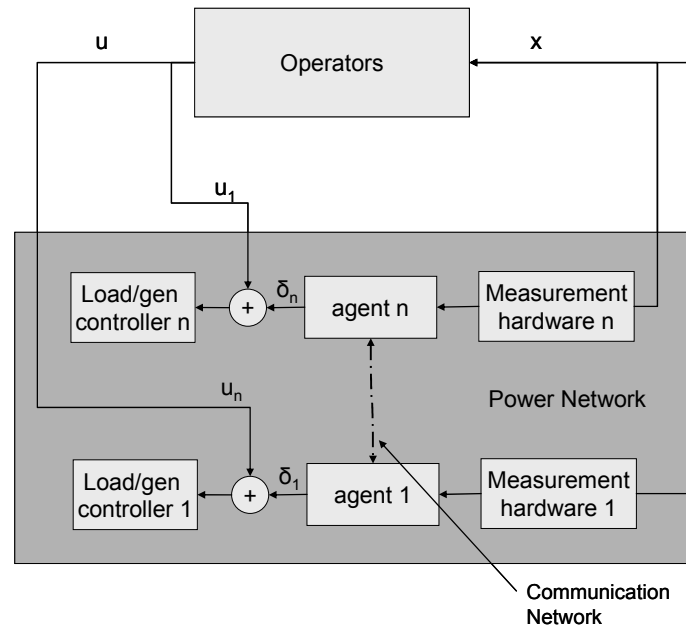 u
Operators
x
u1
Load/gen
controller n
+
δn
agent n
Measurement
hardware n
un
Power Network
Load/gen
controller 1
+
δ1
agent 1
Measurement
hardware 1
Communication
Network